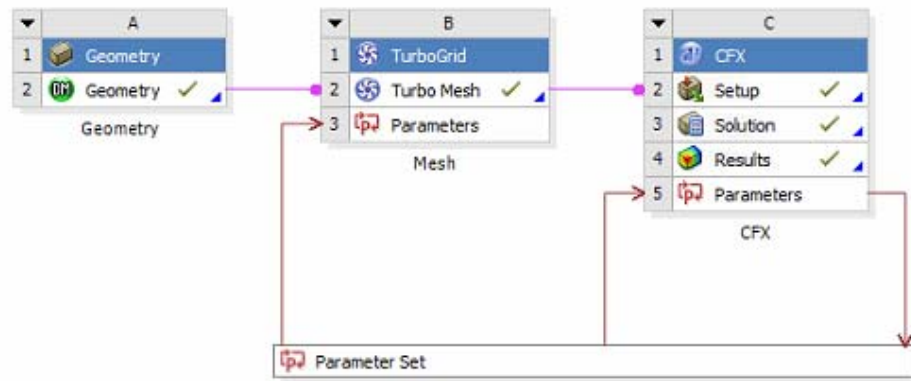 A
1 Geometry
2 DM Geometry
Geometry
B
1 TurboGrid
2 Turbo Mesh
3 Parameters
Mesh
C
1 CFX
2 Setup
3 Solution
4 Results
5 Parameters
CFX
Parameter Set